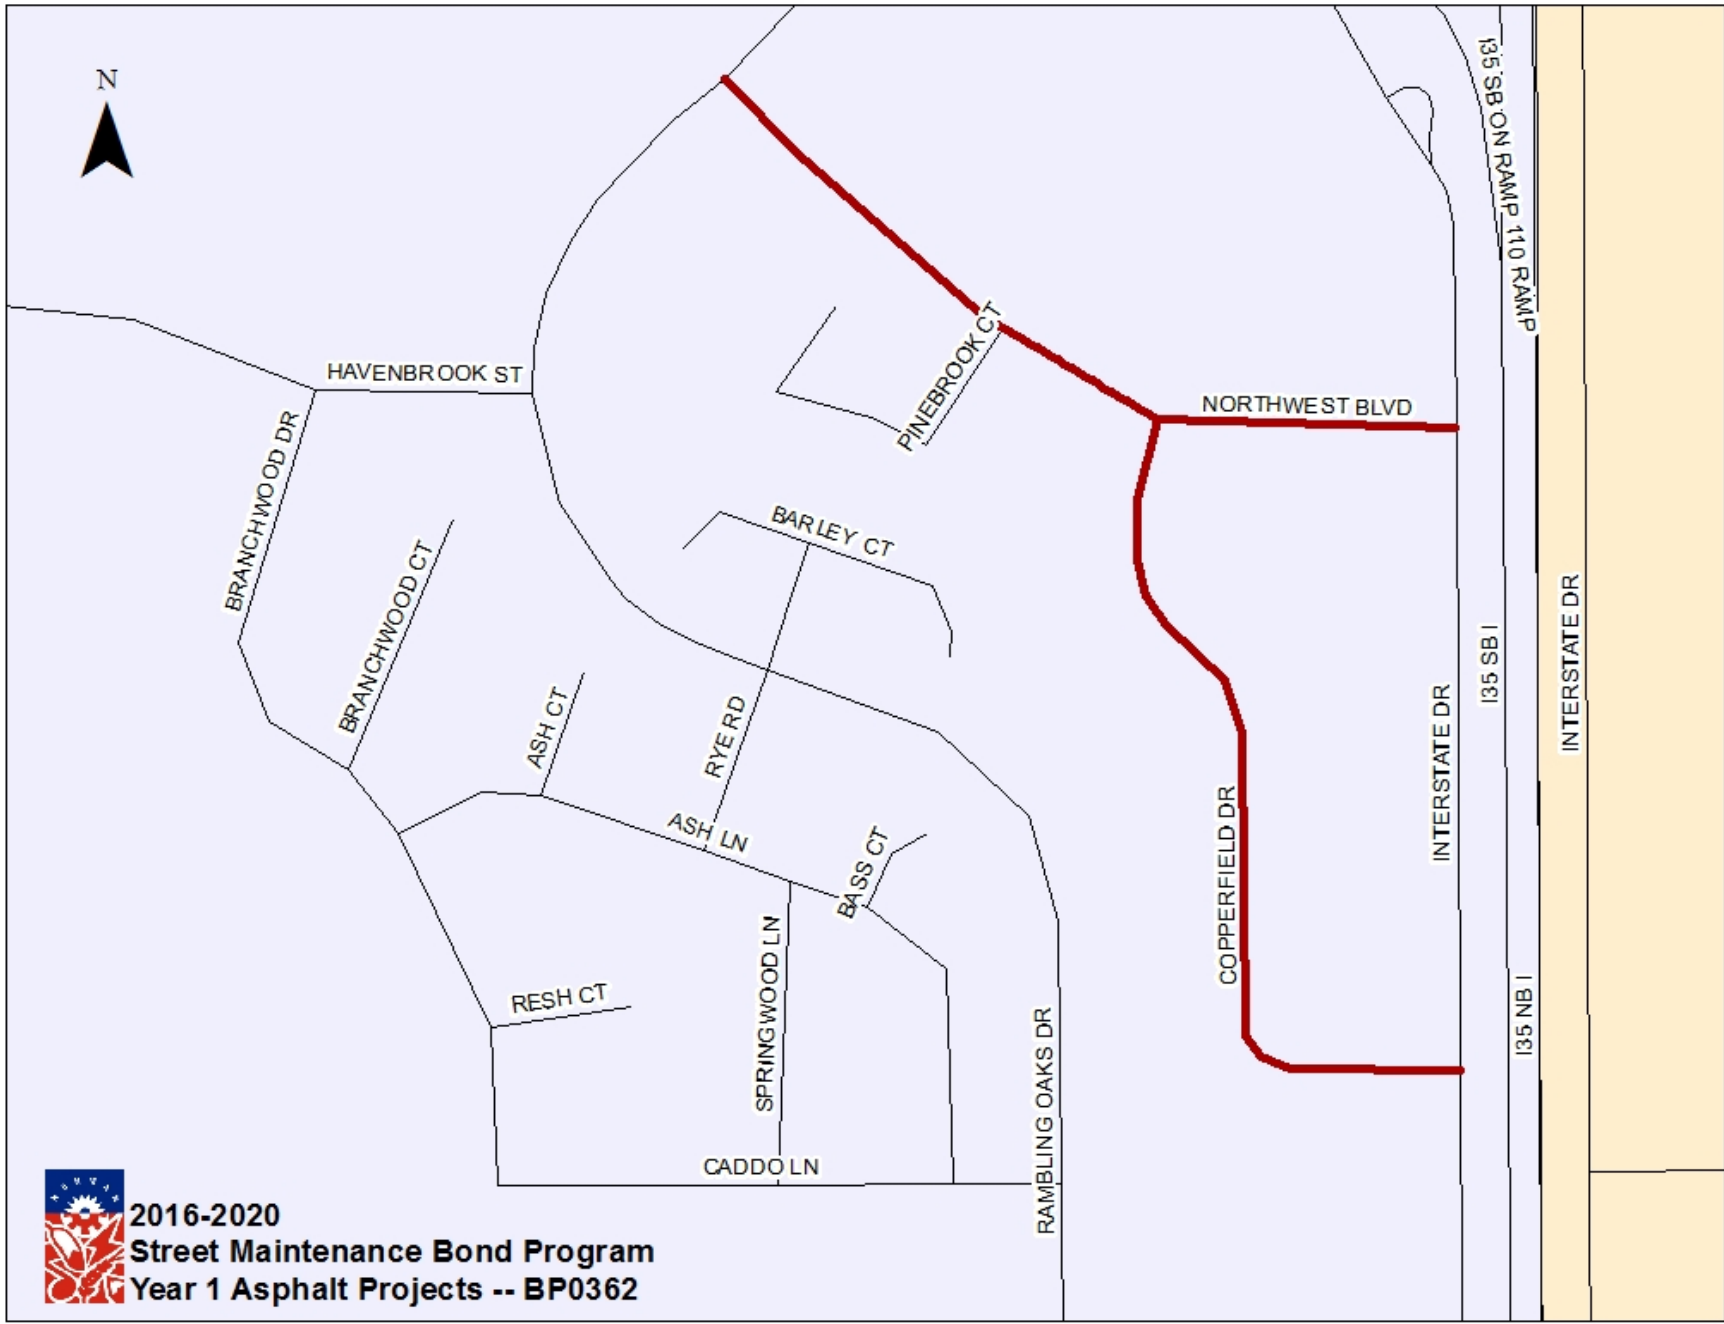 N
I35 SB ON RAMP 110 RAMP
PINEBROOK CT
HAVENBROOK ST
NORTHWEST BLVD
BRANCHWOOD DR
BARLEY CT
BRANCHWOOD CT
INTERSTATE DR
I35 SB I
ASH CT
RYE RD
INTERSTATE DR
ASH LN
BASS CT
COPPERFIELD DR
SPRINGWOOD LN
RESH CT
I35 NB I
RAMBLING OAKS DR
CADDO LN
NORMAN
2016-2020
Street Maintenance Bond Program
Year 1 Asphalt Projects -- BP0362